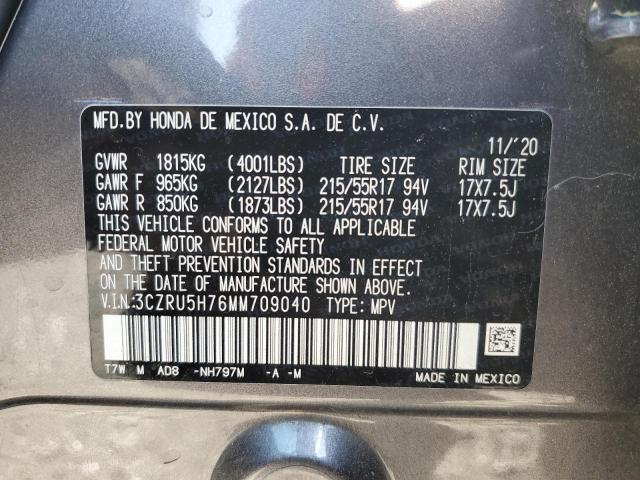 MFD.BY HONDA DE MEXICO S.A. DE C.V.
11/'20
GVWR 1815KG (4001LBS) TIRE SIZE RIM SIZE
GAWR F 965KG (2127LBS) 215/55R17 94V 17X7.5J
GAWR R 850KG (1873LBS) 215/55R17 94V 17X7.5J
THIS VEHICLE CONFORMS TO ALL APPLICABLE
FEDERAL MOTOR VEHICLE SAFETY
AND THEFT PREVENTION STANDARDS IN EFFECT
ON THE DATE OF MANUFACTURE SHOWN ABOVE.
V.I.N.:3CZRU5H76MM709040 TYPE: MPV
T7W M AD8 -NH797M -A -M
MADE IN MEXICO